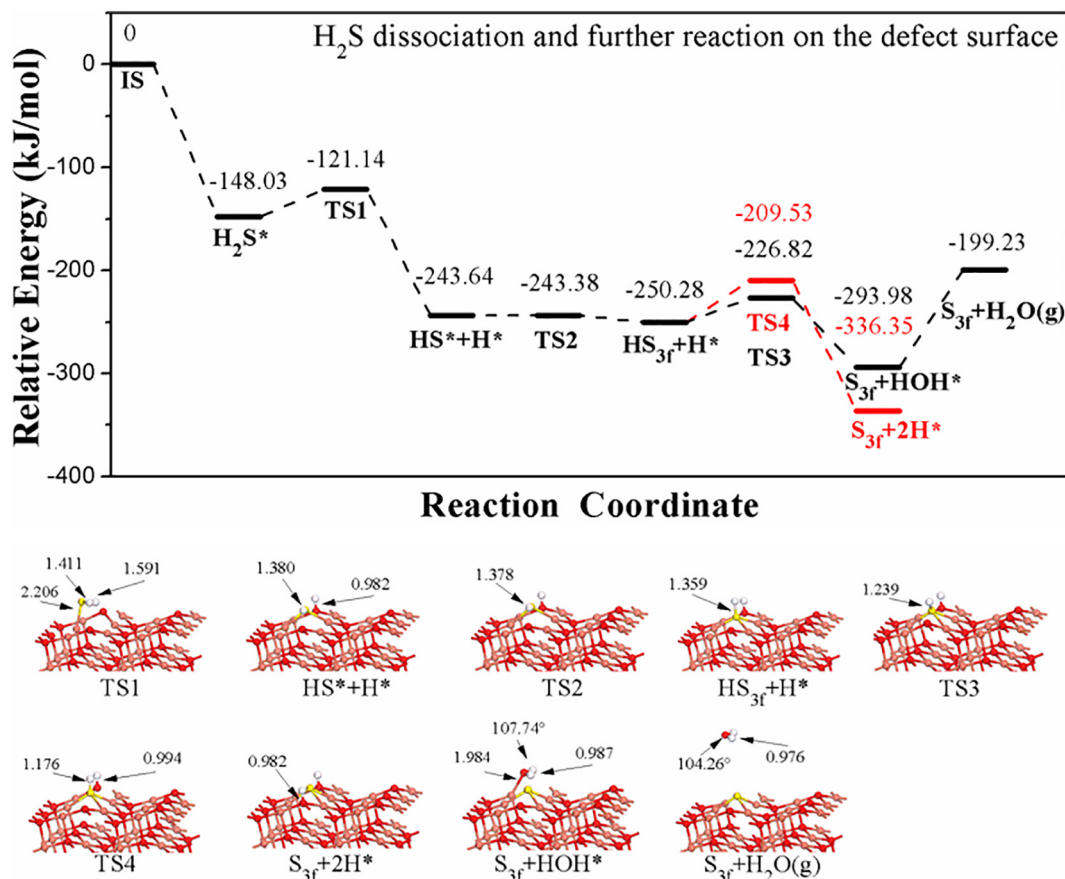 H₂S dissociation and further reaction on the defect surface
Relative Energy (kJ/mol)
0
-100
-200
-300
-400
0
IS
-148.03
H₂S*
-121.14
TS1
-243.64
HS*+H*
-243.38
TS2
-250.28
HS₃f+H*
-209.53
-226.82
TS4
TS3
-293.98
-336.35
S₃f+HOH*
S₃f+2H*
-199.23
S₃f+H₂O(g)
Reaction Coordinate
1.411
1.591
2.206
TS1
1.380
0.982
HS*+H*
1.378
TS2
1.359
HS₃f+H*
1.239
TS3
1.176
0.994
TS4
0.982
S₃f+2H*
107.74°
1.984
0.987
S₃f+HOH*
104.26°
0.976
S₃f+H₂O(g)